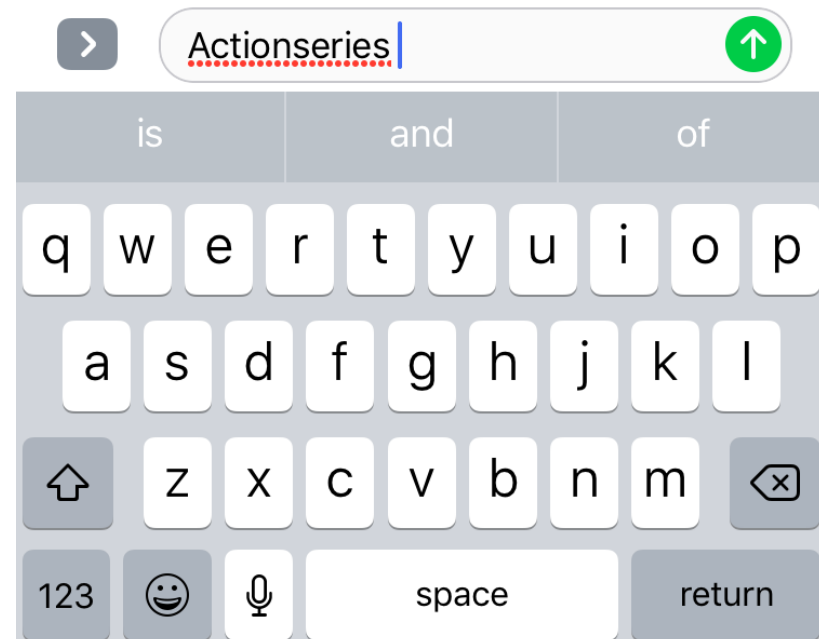 Actionseries
is and of
q w e r t y u i o p
a s d f g h j k l
z x c v b n m
123 space return